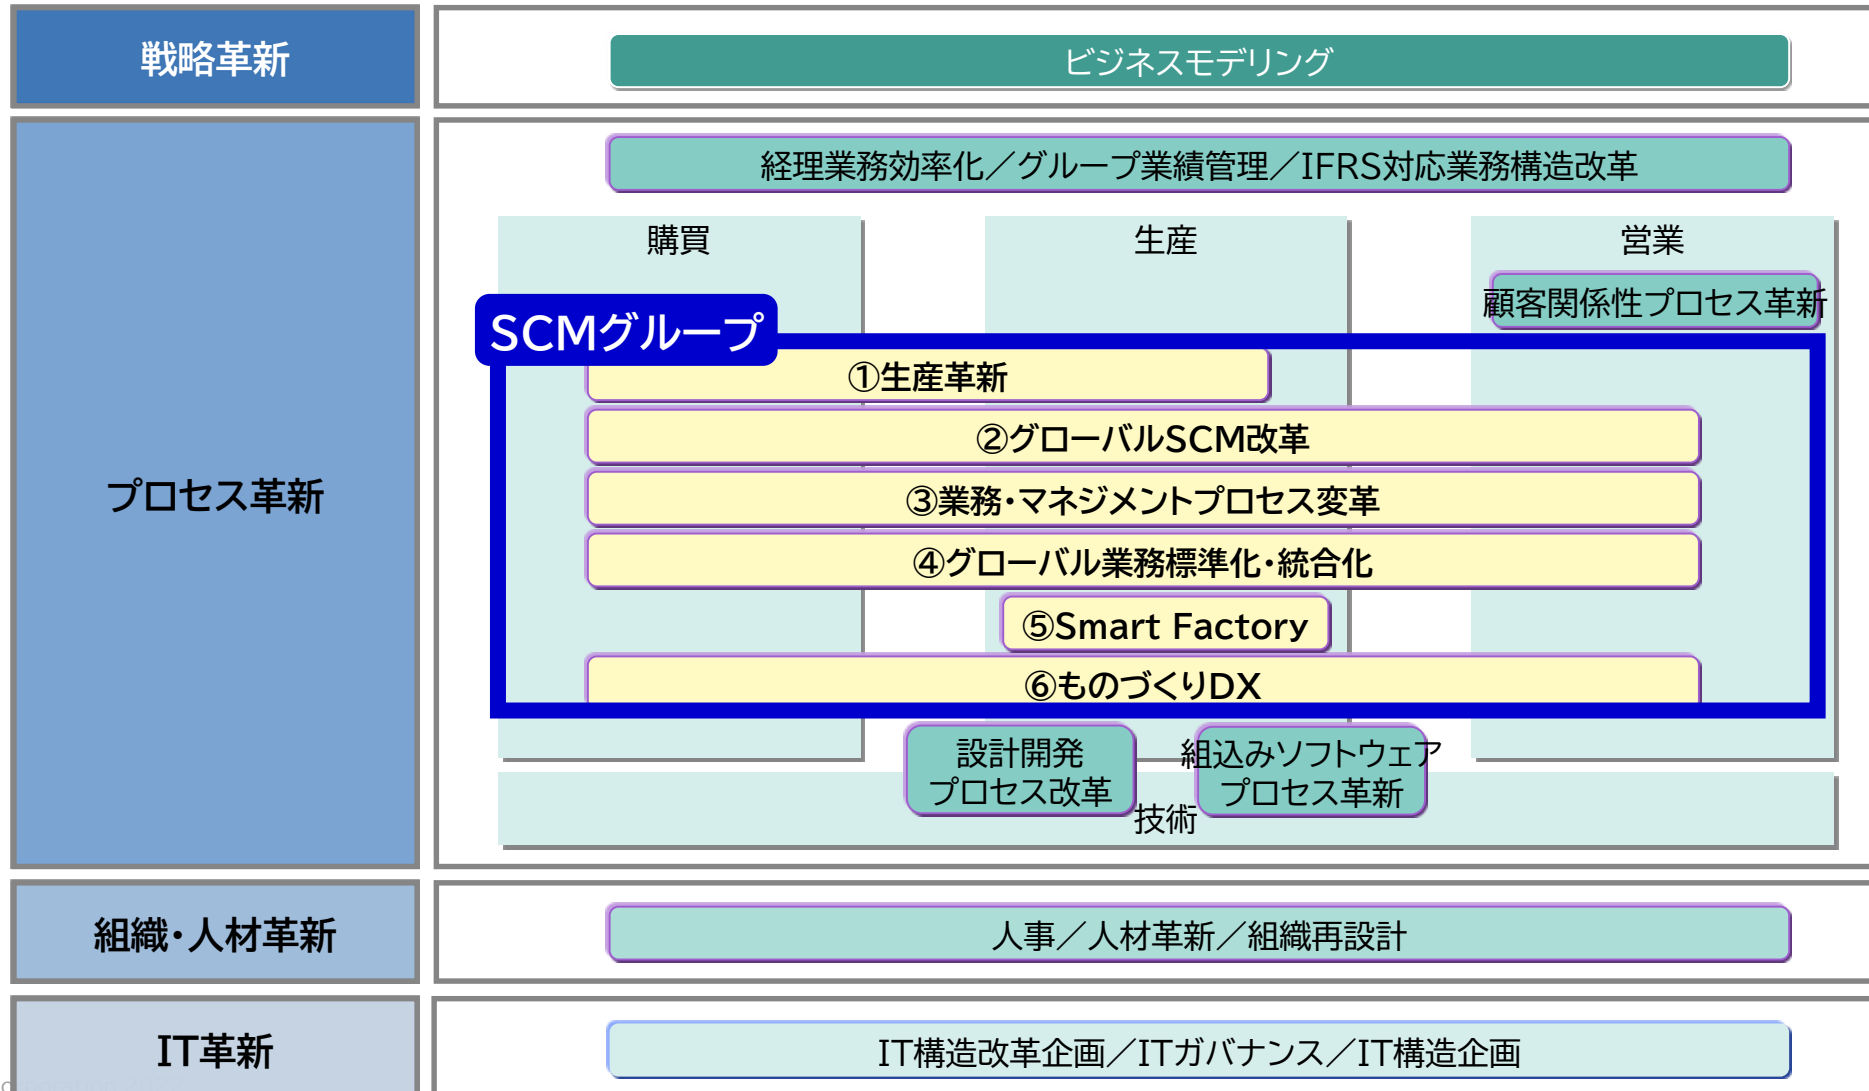 戦略革新
ビジネスモデリング
プロセス革新
経理業務効率化／グループ業績管理／IFRS対応業務構造改革
購買
生産
営業
顧客関係性プロセス革新
SCMグループ
①生産革新
②グローバルSCM改革
③業務・マネジメントプロセス変革
④グローバル業務標準化・統合化
⑤Smart Factory
⑥ものづくりDX
設計開発
プロセス改革
組込みソフトウェア
プロセス革新
技術
組織・人材革新
人事／人材革新／組織再設計
IT革新
IT構造改革企画／ITガバナンス／IT構造企画